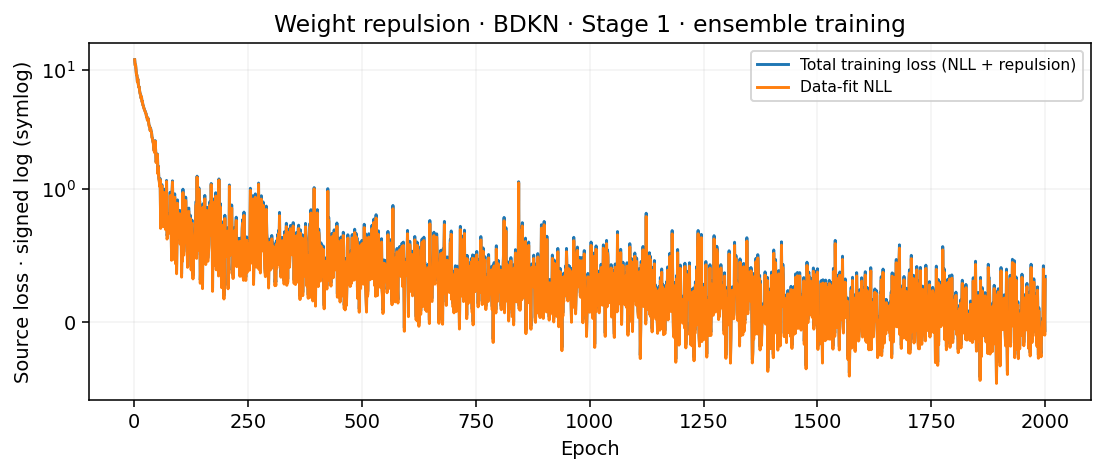 Weight repulsion · BDKN · Stage 1 · ensemble training
Source loss · signed log (symlog)
10¹
10⁰
0
Total training loss (NLL + repulsion)
Data-fit NLL
0 250 500 750 1000 1250 1500 1750 2000
Epoch